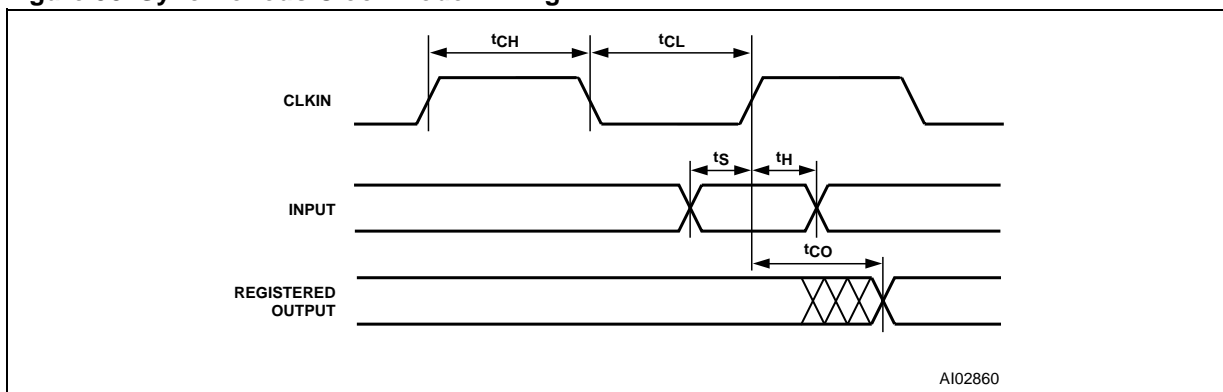 tCH tCL
CLKIN
tS tH
INPUT
tCO
REGISTERED
OUTPUT
AI02860